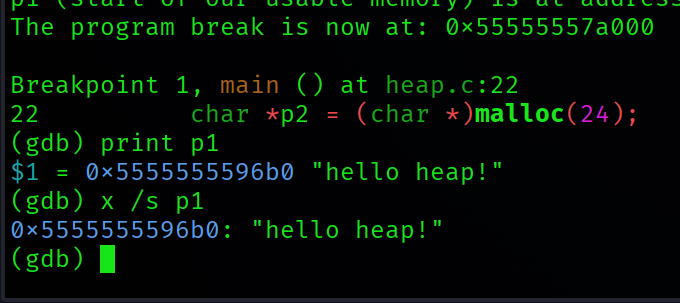 p1 (start of our usable memory) is at address
The program break is now at: 0x55555557a000
Breakpoint 1, main () at heap.c:22
22 char *p2 = (char *)malloc(24);
(gdb) print p1
$1 = 0x5555555596b0 "hello heap!"
(gdb) x /s p1
0x5555555596b0: "hello heap!"
(gdb)